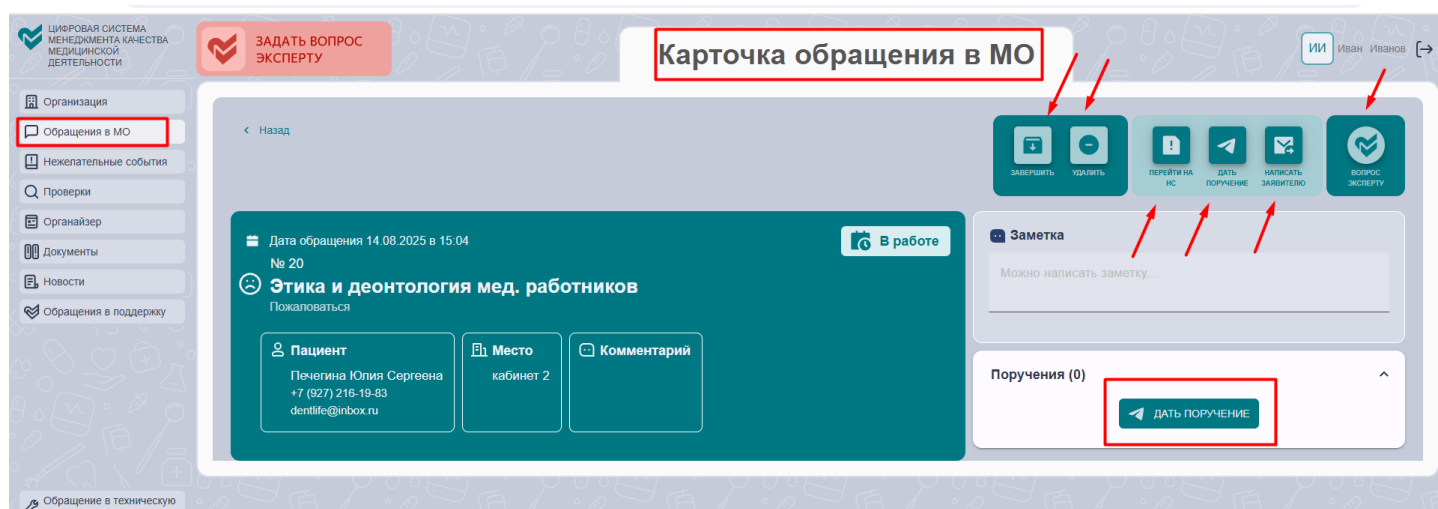 ЦИФРОВАЯ СИСТЕМА
МЕНЕДЖМЕНТА КАЧЕСТВА
МЕДИЦИНСКОЙ
ДЕЯТЕЛЬНОСТИ
ЗАДАТЬ ВОПРОС
ЭКСПЕРТУ
Карточка обращения в МО
ИИ Иван Иванов
Организация
Обращения в МО
Нежелательные события
Проверки
Органайзер
Документы
Новости
Обращения в поддержку
Обращение в техническую
Назад
ЗАВЕРШИТЬ
УДАЛИТЬ
ПЕРЕЙТИ НА
НС
ДАТЬ
ПОРУЧЕНИЕ
НАПИСАТЬ
ЗАЯВИТЕЛЮ
ВОПРОС
ЭКСПЕРТУ
Дата обращения 14.08.2025 в 15:04
В работе
№ 20
Этика и деонтология мед. работников
Пожаловаться
Пациент
Печегина Юлия Сергеена
+7 (927) 216-19-83
dentlife@inbox.ru
Место
кабинет 2
Комментарий
Заметка
Можно написать заметку...
Поручения (0)
ДАТЬ ПОРУЧЕНИЕ